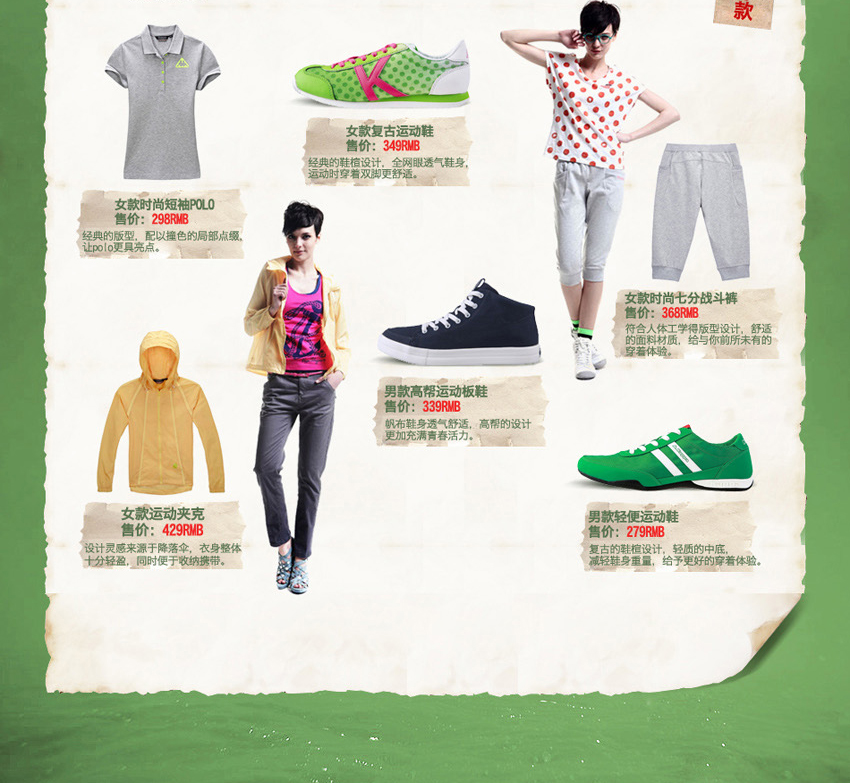 款
女款时尚短袖POLO
售价：298RMB
经典的版型，配以撞色的局部点缀，
让polo更具亮点。
K
女款复古运动鞋
售价：349RMB
经典的鞋楦设计，全网眼透气鞋身，
运动时穿着双脚更舒适。
女款时尚七分战斗裤
售价：368RMB
符合人体工学得版型设计，舒适
的面料材质，给与你前所未有的
穿着体验。
男款高帮运动板鞋
售价：339RMB
帆布鞋身透气舒适，高帮的设计
更加充满青春活力。
女款运动夹克
售价：429RMB
设计灵感来源于降落伞，衣身整体
十分轻盈，同时便于收纳携带。
男款轻便运动鞋
售价：279RMB
复古的鞋楦设计，轻质的中底，
减轻鞋身重量，给予更好的穿着体验。